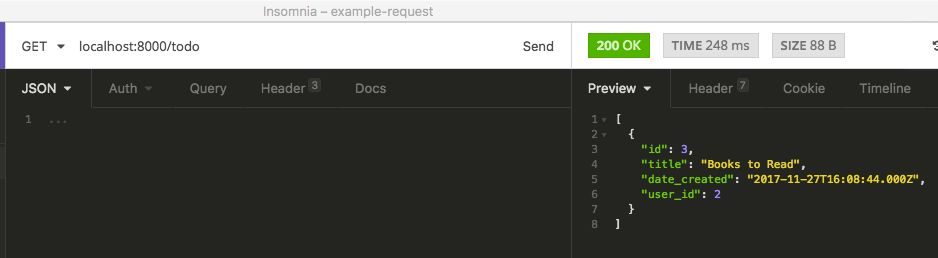 Insomnia – example-request
GET localhost:8000/todo Send 200 OK TIME 248 ms SIZE 88 B
JSON Auth Query Header 3 Docs Preview Header 7 Cookie Timeline
1 ...
1 [
2 {
3 "id": 3,
4 "title": "Books to Read",
5 "date_created": "2017-11-27T16:08:44.000Z",
6 "user_id": 2
7 }
8 ]